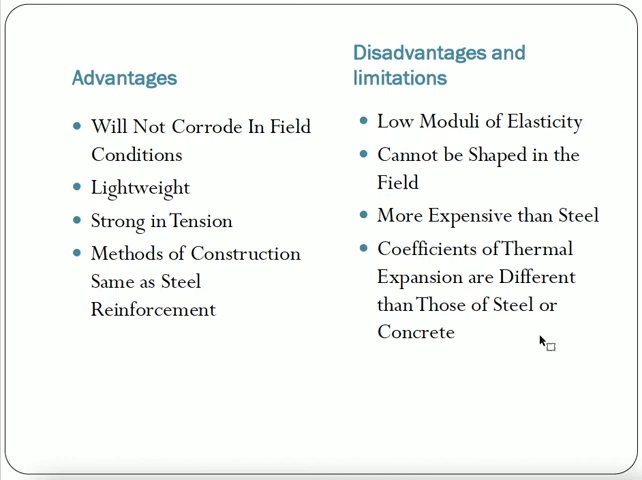 Advantages
Will Not Corrode In Field
Conditions
Lightweight
Strong in Tension
Methods of Construction
Same as Steel
Reinforcement
Disadvantages and
limitations
Low Moduli of Elasticity
Cannot be Shaped in the
Field
More Expensive than Steel
Coefficients of Thermal
Expansion are Different
than Those of Steel or
Concrete